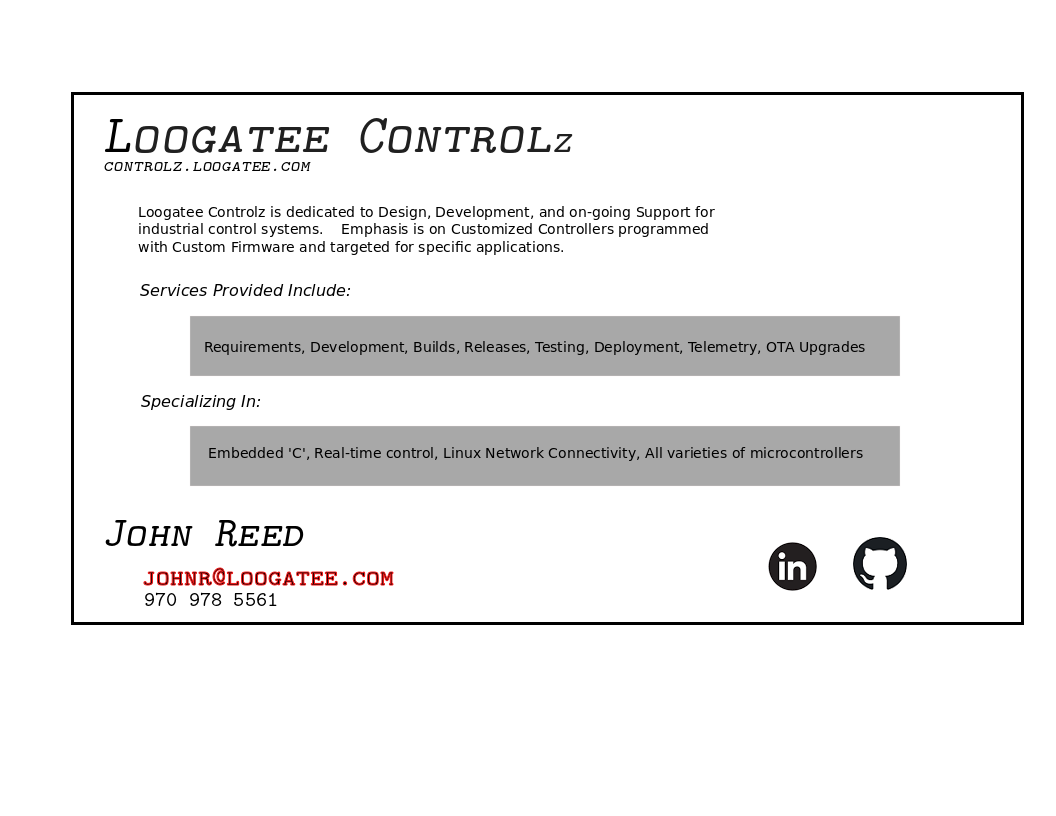 Loogatee Controlz
controlz.loogatee.com
Loogatee Controlz is dedicated to Design, Development, and on-going Support for
industrial control systems.    Emphasis is on Customized Controllers programmed
with Custom Firmware and targeted for specific applications.
Services Provided Include:
Requirements, Development, Builds, Releases, Testing, Deployment, Telemetry, OTA Upgrades
Specializing In:
Embedded 'C', Real-time control, Linux Network Connectivity, All varieties of microcontrollers
John Reed
johnr@loogatee.com
970 978 5561
in